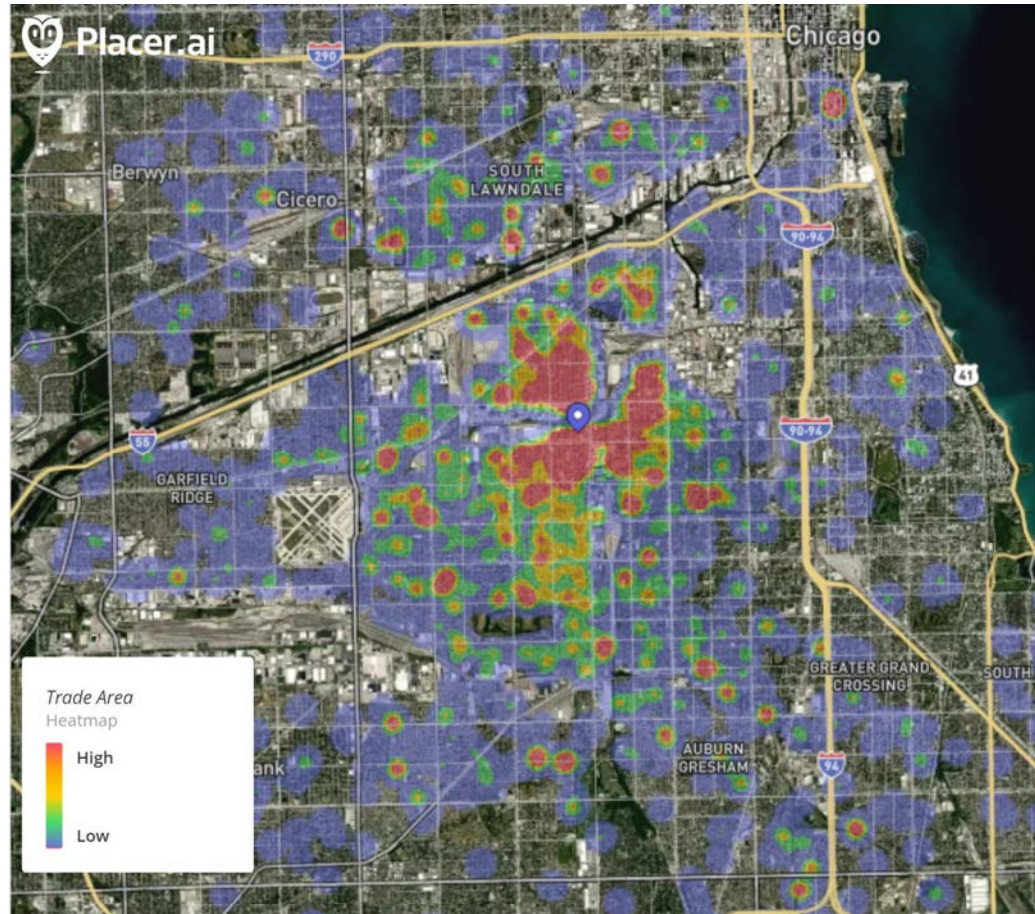 Placer.ai
Chicago
290
Berwyn
SOUTH
LAWNDALE
Cicero
90-94
41
55
90-94
GARFIELD
RIDGE
GREATER GRAND
CROSSING
SOUTH
Trade Area
Heatmap
High
Low
ank
AUBURN
GRESHAM
94